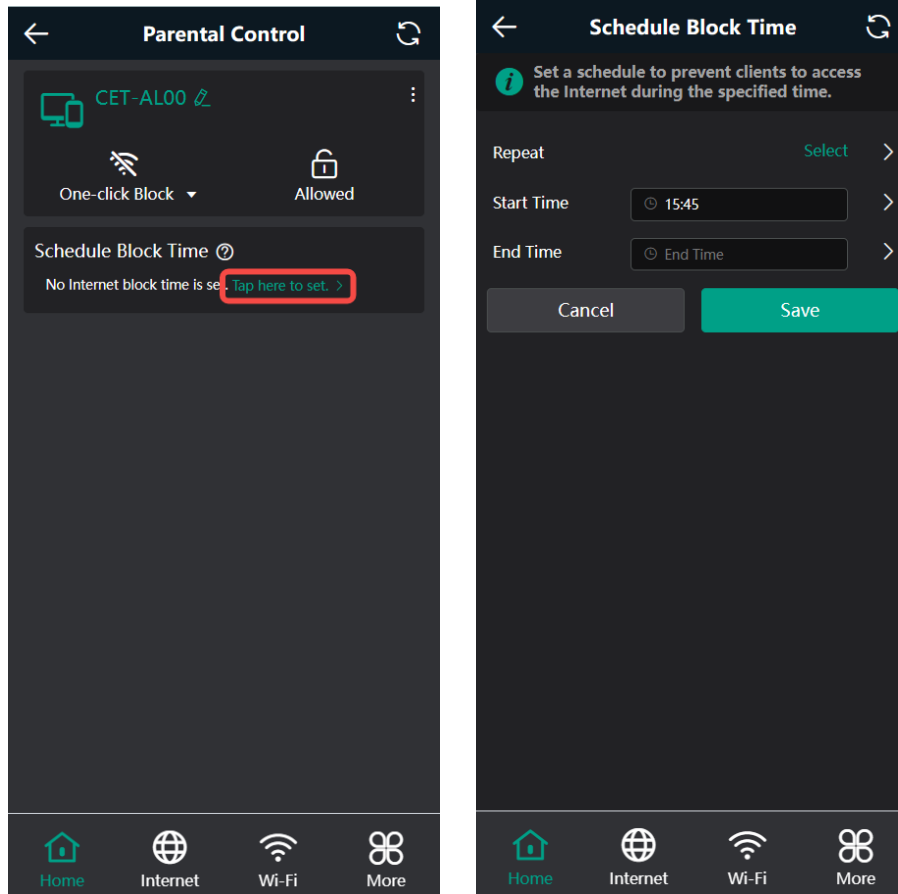 Parental Control
CET-AL00
One-click Block
Allowed
Schedule Block Time
No Internet block time is set. Tap here to set. >
Home
Internet
Wi-Fi
More
Schedule Block Time
Set a schedule to prevent clients to access
the Internet during the specified time.
Repeat
Select
Start Time
15:45
End Time
End Time
Cancel
Save
Home
Internet
Wi-Fi
More